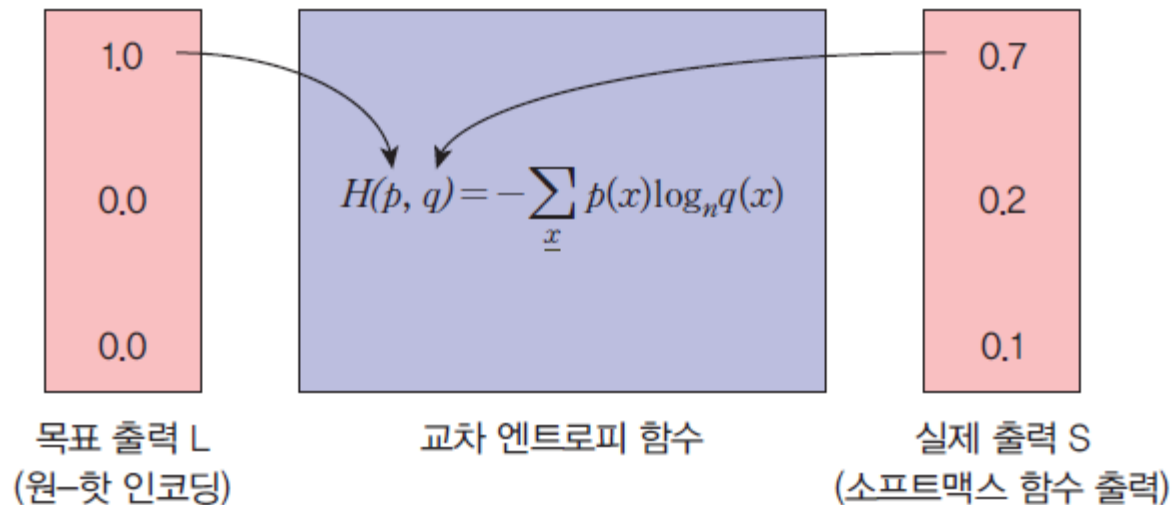 1.0
0.0
0.0
목표 출력 L
(원-핫 인코딩)
H(p, q)=-∑ p(x)logₙq(x)
x
교차 엔트로피 함수
0.7
0.2
0.1
실제 출력 S
(소프트맥스 함수 출력)